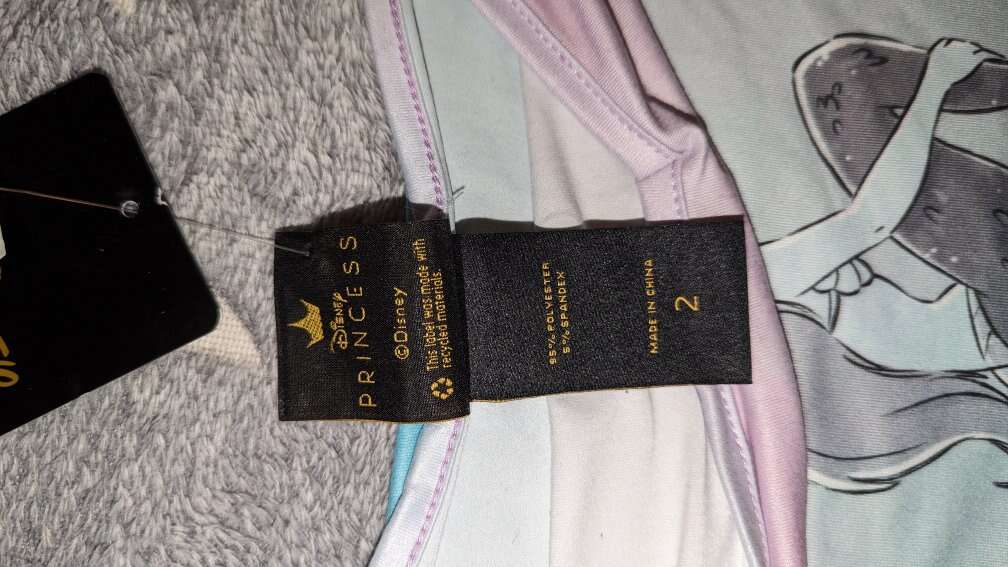 Disney
PRINCESS
©Disney
This label was made with
recycled materials.
95% POLYESTER
5% SPANDEX
MADE IN CHINA
2